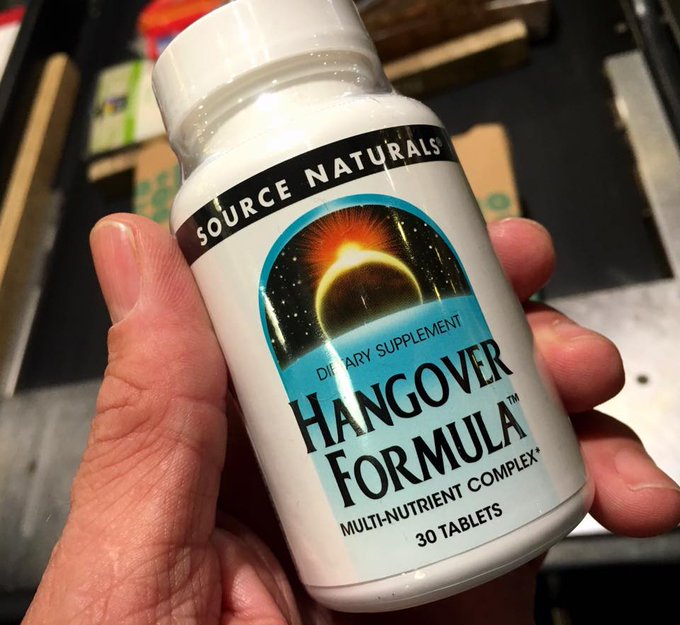 SOURCE NATURALS®
DIETARY SUPPLEMENT
HANGOVER
FORMULA™
MULTI-NUTRIENT COMPLEX*
30 TABLETS